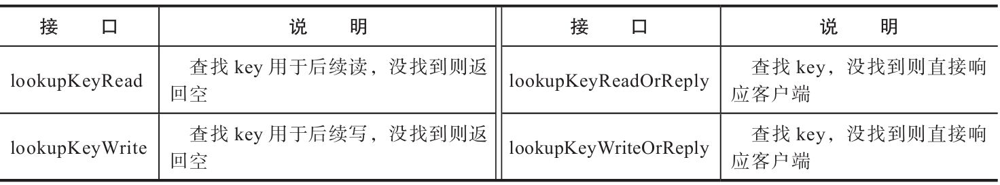 接 口 说 明 接 口 说 明
lookupKeyRead
查找 key 用于后续读，没找到则返
回空
lookupKeyReadOrReply
查找 key，没找到则直接响
应客户端
lookupKeyWrite
查找 key 用于后续写，没找到则返
回空
lookupKeyWriteOrReply
查找 key，没找到则直接响
应客户端